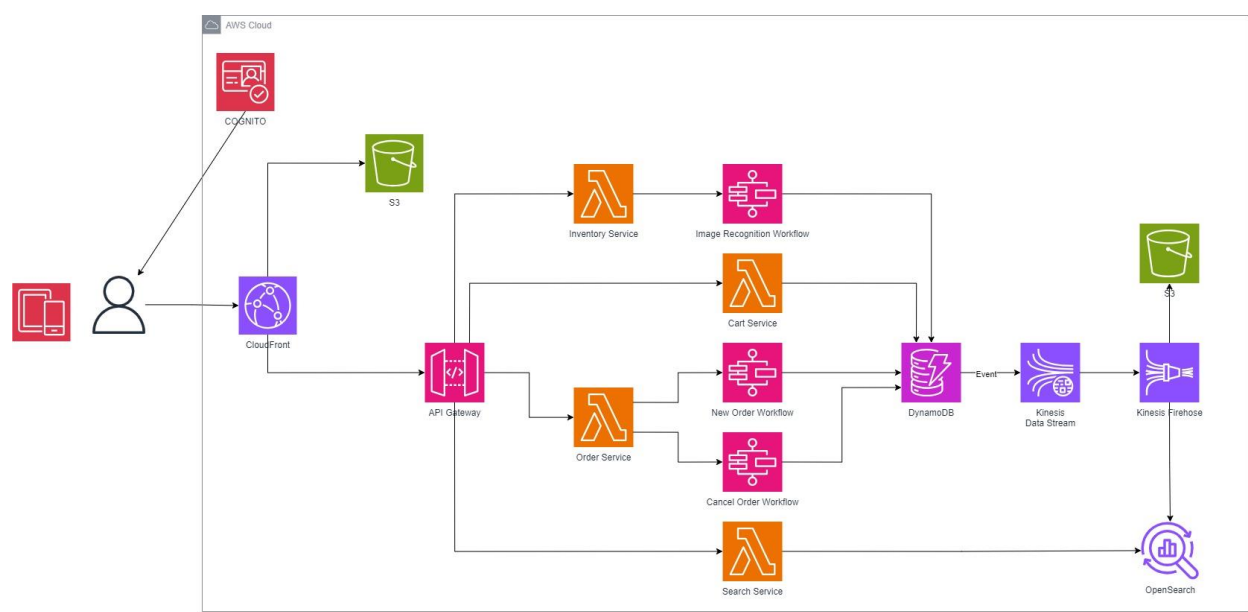 AWS Cloud
COGNITO
S3
Inventory Service
Image Recognition Workflow
S3
Cart Service
CloudFront
API Gateway
New Order Workflow
DynamoDB
Event
Kinesis
Data Stream
Kinesis Firehose
Order Service
Cancel Order Workflow
Search Service
OpenSearch